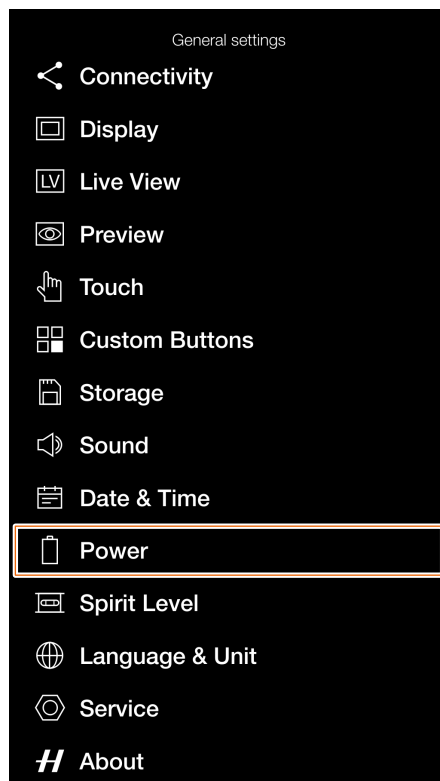 General settings
Connectivity
Display
LV Live View
Preview
Touch
Custom Buttons
Storage
Sound
Date & Time
Power
Spirit Level
Language & Unit
Service
H About